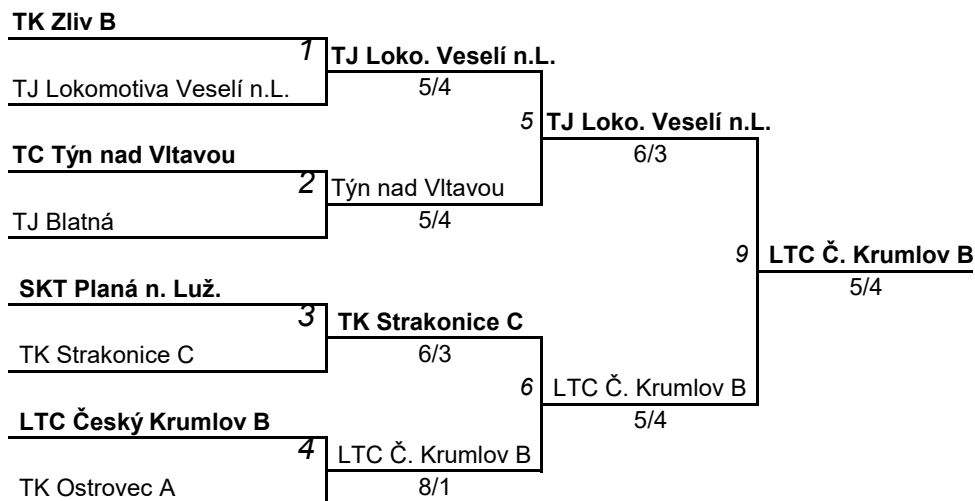 TK Zliv B
1
TJ Loko. Veselí n.L.
TJ Lokomotiva Veselí n.L.
5/4
5
TJ Loko. Veselí n.L.
TC Týn nad Vltavou
6/3
2
Týn nad Vltavou
TJ Blatná
5/4
9
LTC Č. Krumlov B
SKT Planá n. Luž.
5/4
3
TK Strakonice C
TK Strakonice C
6/3
6
LTC Č. Krumlov B
LTC Český Krumlov B
5/4
4
LTC Č. Krumlov B
TK Ostrovec A
8/1